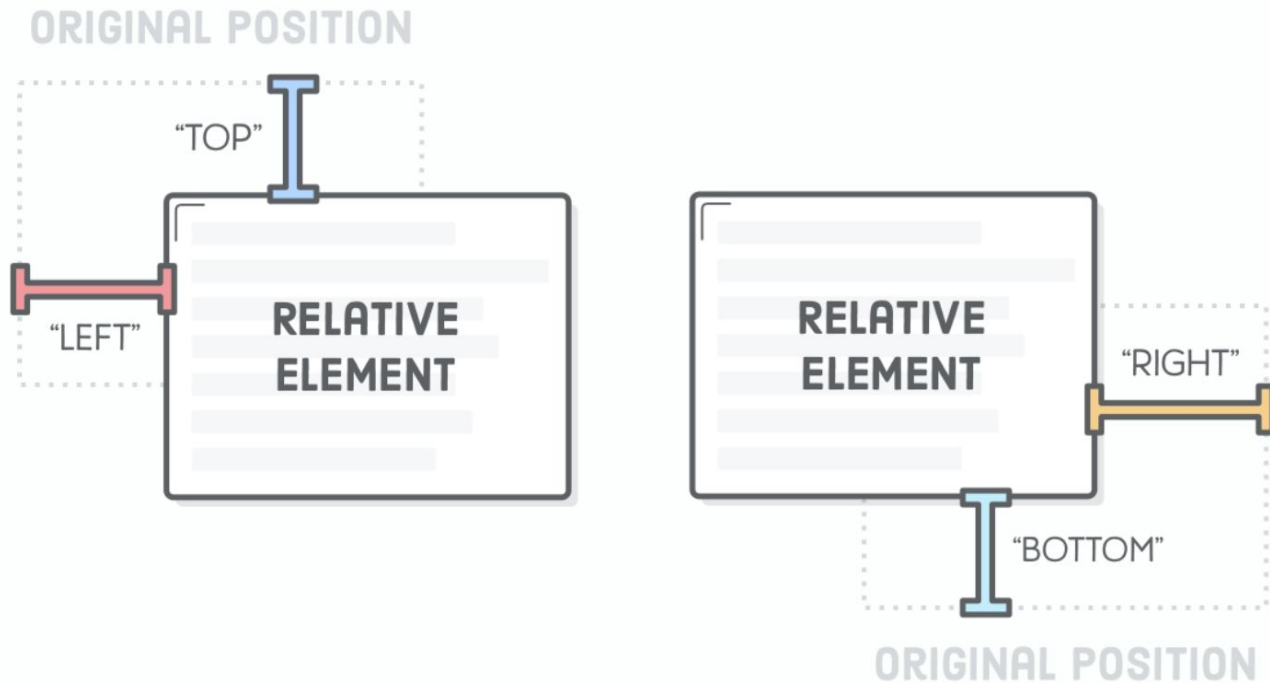 ORIGINAL POSITION
“TOP”
“LEFT”
RELATIVE
ELEMENT
RELATIVE
ELEMENT
“RIGHT”
“BOTTOM”
ORIGINAL POSITION